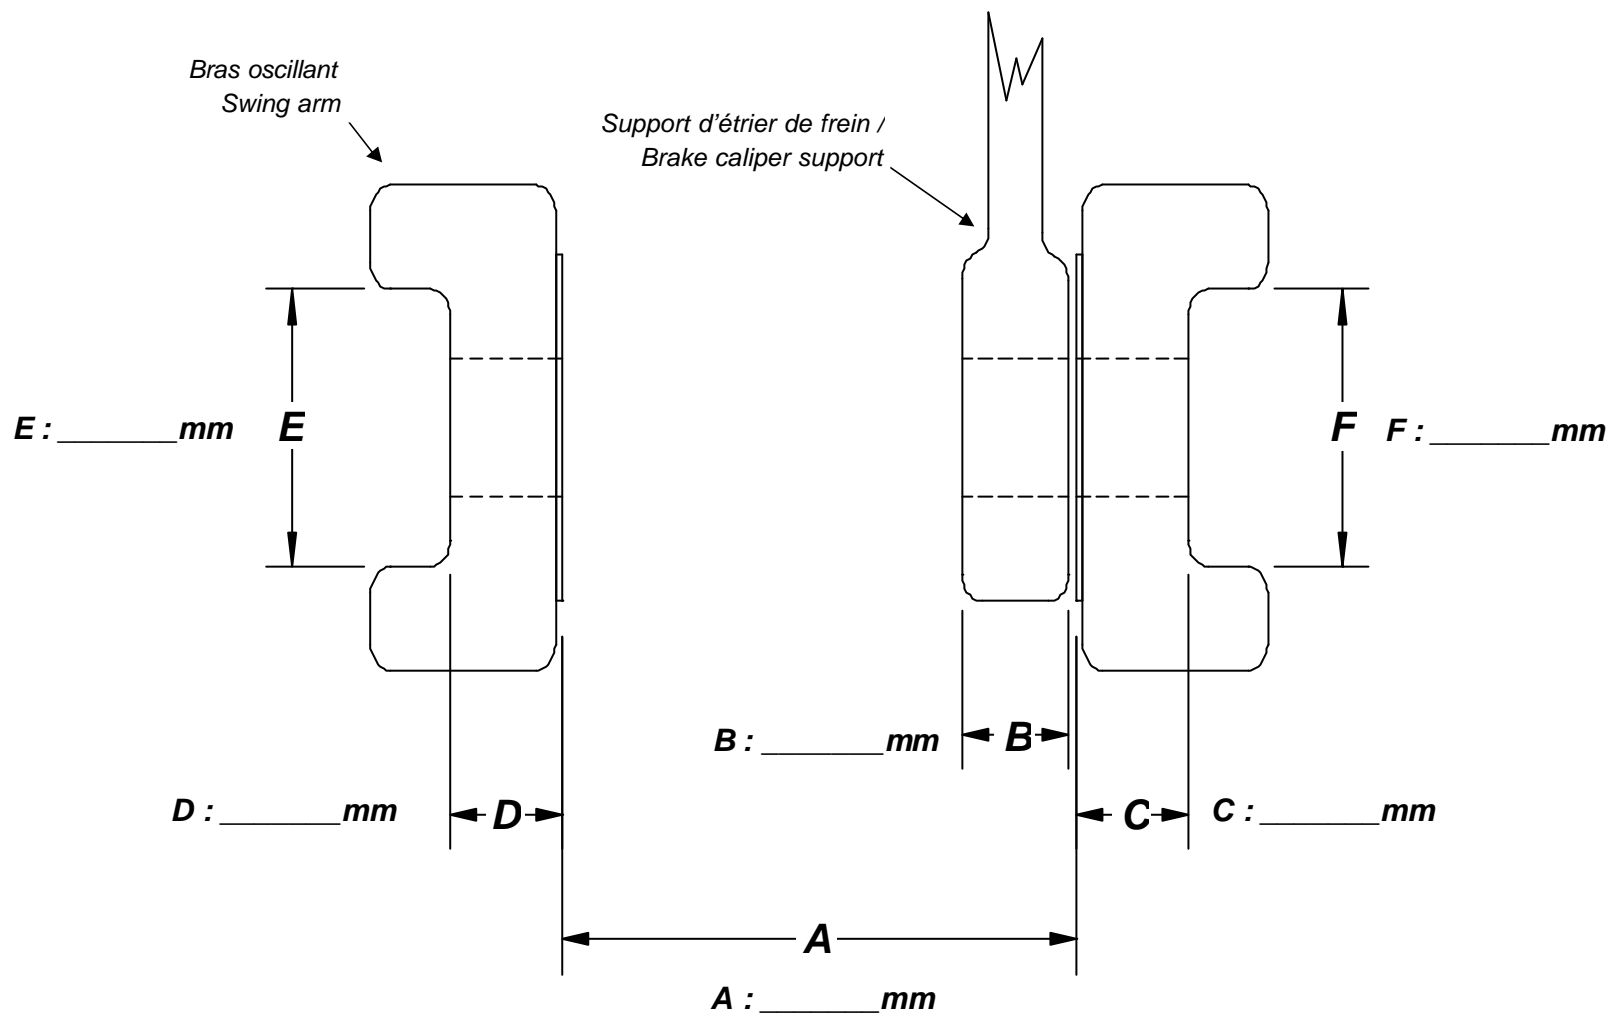 Bras oscillant
Swing arm
Support d'étrier de frein /
Brake caliper support
E : _______mm
E
F
F : _______mm
B : _______mm
B
D : _______mm
D
C
C : _______mm
A
A : _______mm